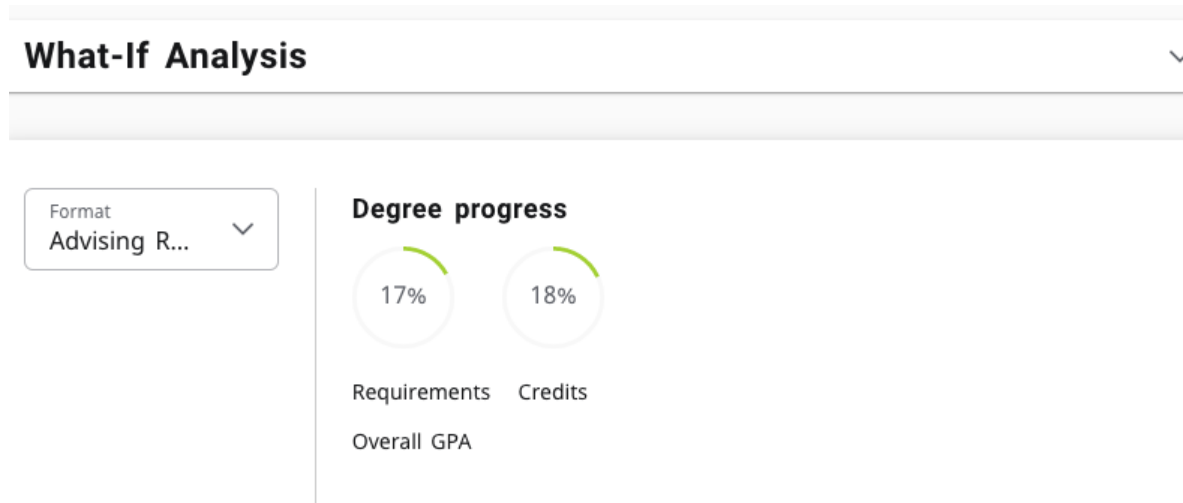 What-If Analysis
Format
Advising R...
Degree progress
17%
18%
Requirements
Credits
Overall GPA